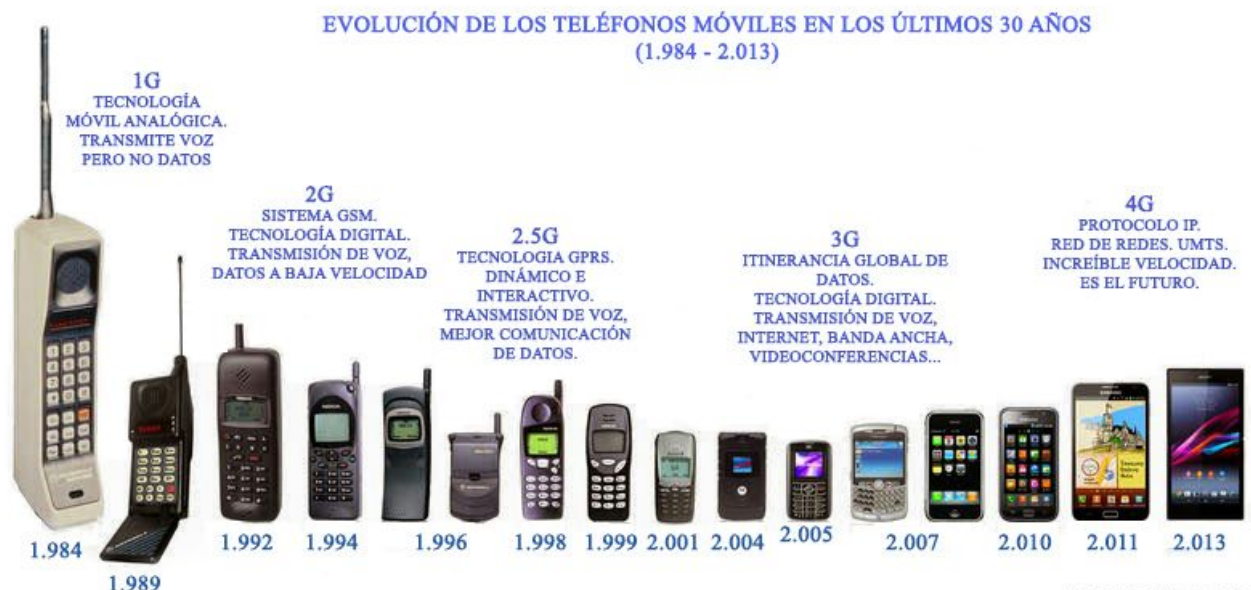 EVOLUCIÓN DE LOS TELÉFONOS MÓVILES EN LOS ÚLTIMOS 30 AÑOS
(1.984 - 2.013)
1G
TECNOLOGÍA
MÓVIL ANALÓGICA.
TRANSMITE VOZ
PERO NO DATOS
2G
SISTEMA GSM.
TECNOLOGÍA DIGITAL.
TRANSMISIÓN DE VOZ,
DATOS A BAJA VELOCIDAD
2.5G
TECNOLOGIA GPRS.
DINÁMICO E
INTERACTIVO.
TRANSMISIÓN DE VOZ,
MEJOR COMUNICACIÓN
DE DATOS.
3G
ITINERANCIA GLOBAL DE
DATOS.
TECNOLOGÍA DIGITAL.
TRANSMISIÓN DE VOZ,
INTERNET, BANDA ANCHA,
VIDEOCONFERENCIAS...
4G
PROTOCOLO IP.
RED DE REDES. UMTS.
INCREÍBLE VELOCIDAD.
ES EL FUTURO.
1.984
1.989
1.992
1.994
1.996
1.998
1.999
2.001
2.004
2.005
2.007
2.010
2.011
2.013